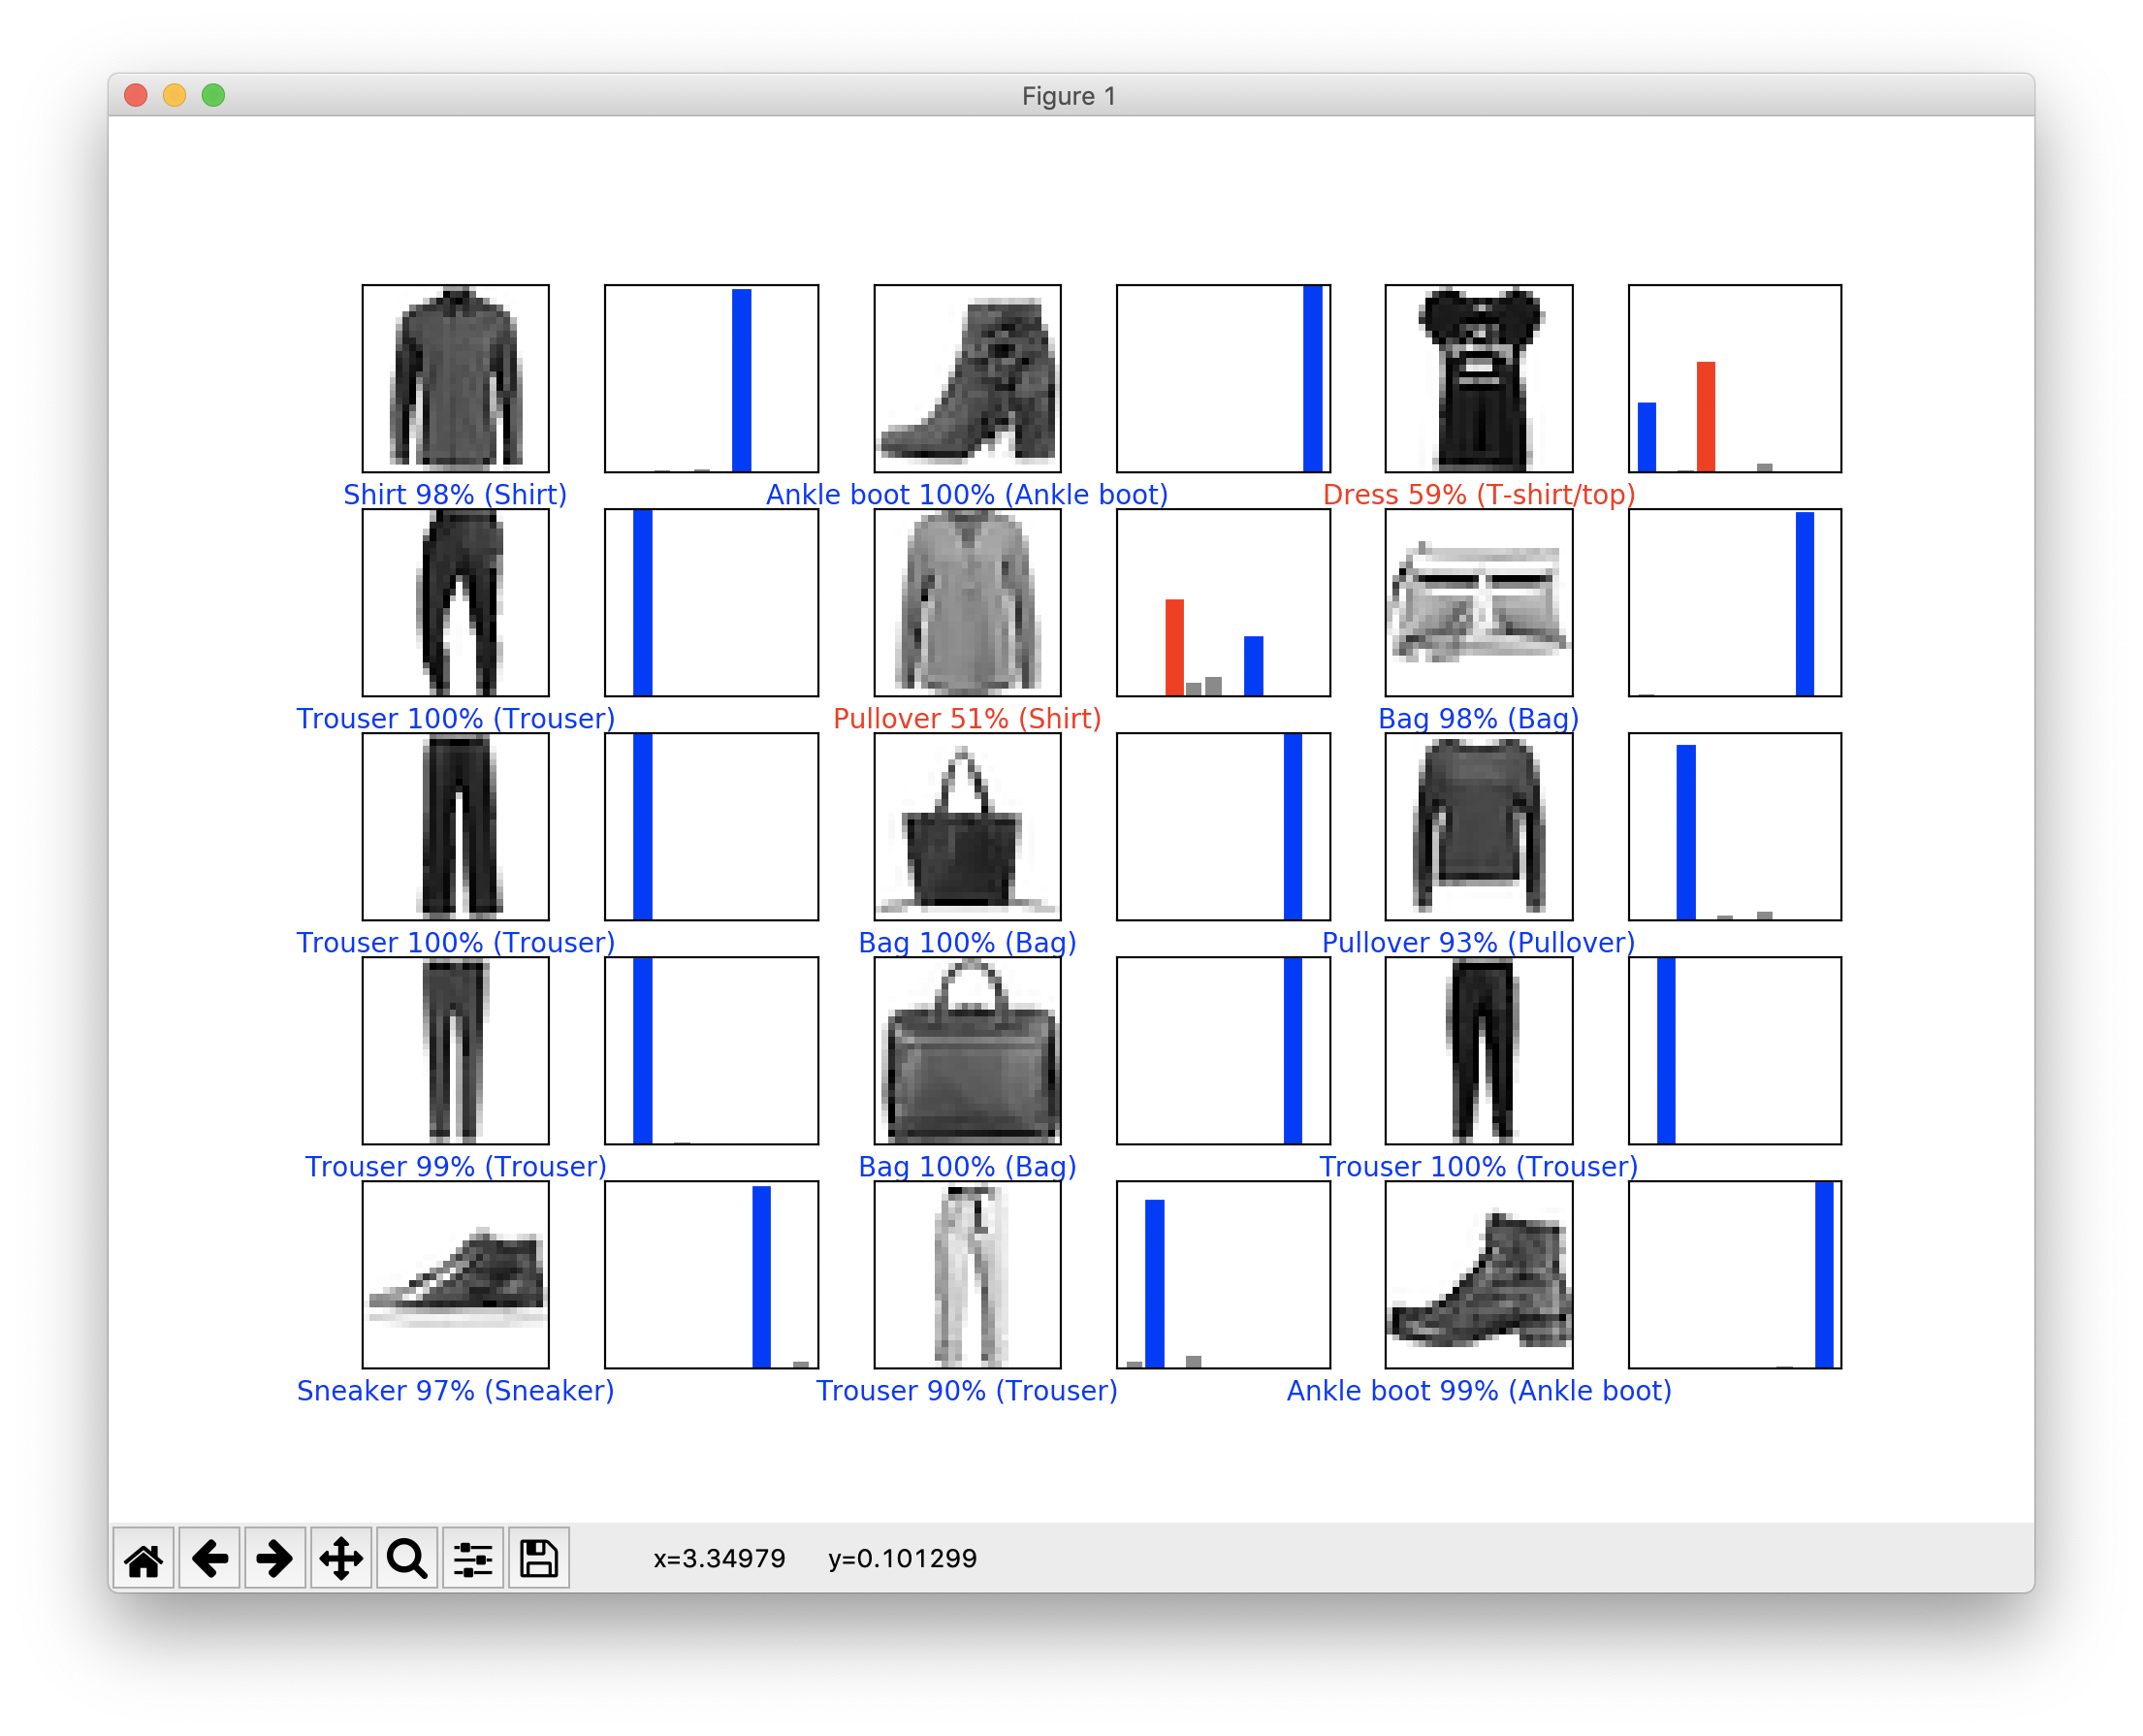 Figure 1
Shirt 98% (Shirt)
Ankle boot 100% (Ankle boot)
Dress 59% (T-shirt/top)
Trouser 100% (Trouser)
Pullover 51% (Shirt)
Bag 98% (Bag)
Trouser 100% (Trouser)
Bag 100% (Bag)
Pullover 93% (Pullover)
Trouser 99% (Trouser)
Bag 100% (Bag)
Trouser 100% (Trouser)
Sneaker 97% (Sneaker)
Trouser 90% (Trouser)
Ankle boot 99% (Ankle boot)
x=3.34979 y=0.101299